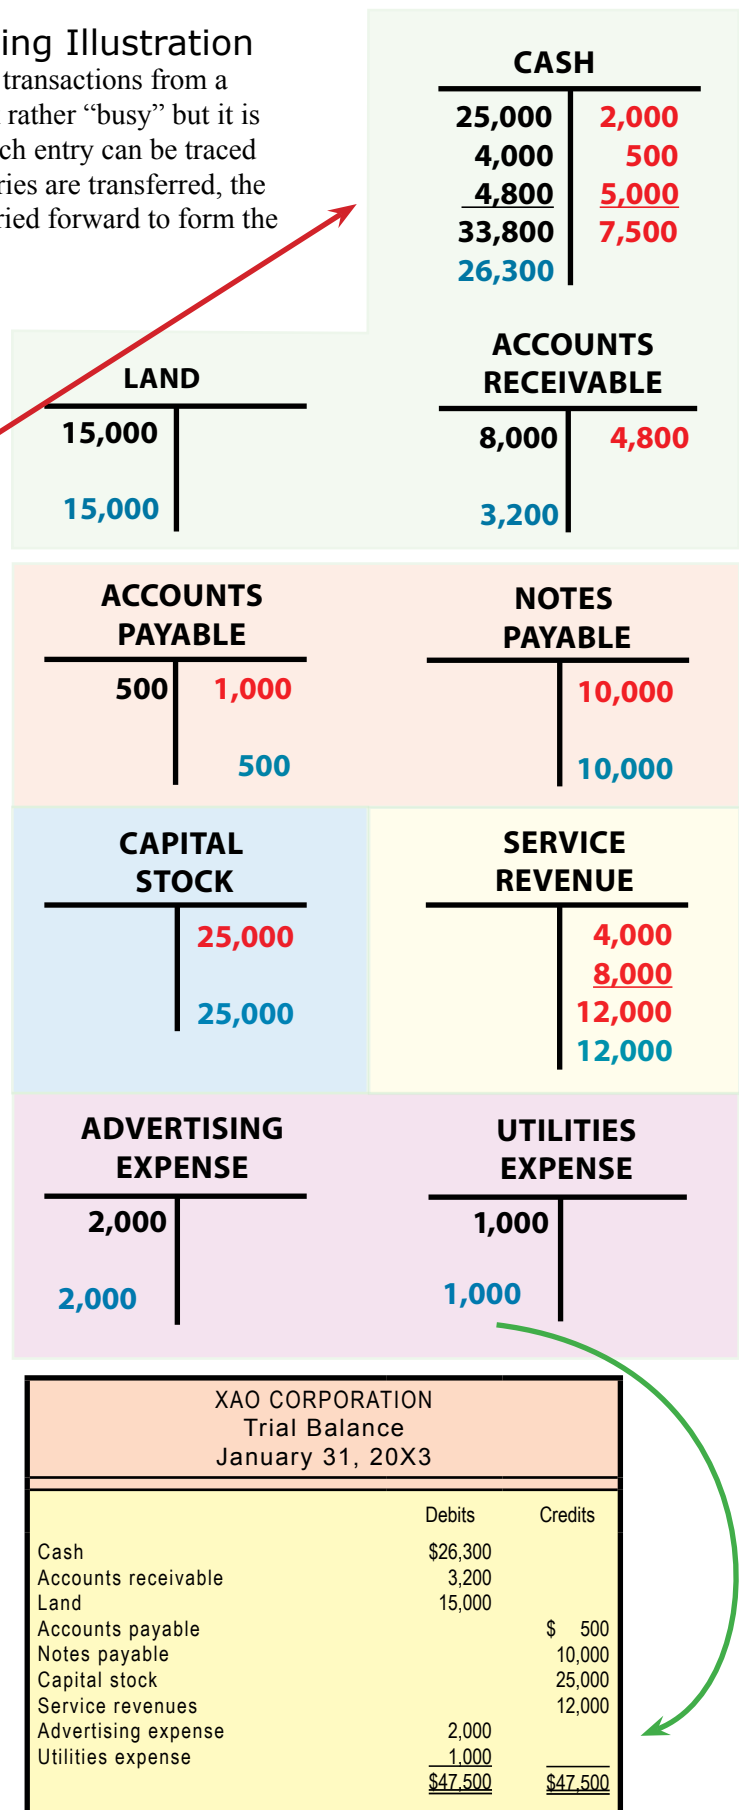 ing Illustration
transactions from a
rather “busy” but it is
ch entry can be traced
ries are transferred, the
ried forward to form the
CASH
25,000 2,000
4,000 500
4,800 5,000
33,800 7,500
26,300
LAND
15,000
15,000
ACCOUNTS
RECEIVABLE
8,000 4,800
3,200
ACCOUNTS
PAYABLE
500 1,000
500
NOTES
PAYABLE
10,000
10,000
CAPITAL
STOCK
25,000
25,000
SERVICE
REVENUE
4,000
8,000
12,000
12,000
ADVERTISING
EXPENSE
2,000
2,000
UTILITIES
EXPENSE
1,000
1,000
XAO CORPORATION
Trial Balance
January 31, 20X3
Debits Credits
Cash $26,300
Accounts receivable 3,200
Land 15,000
Accounts payable $ 500
Notes payable 10,000
Capital stock 25,000
Service revenues 12,000
Advertising expense 2,000
Utilities expense 1,000
$47,500 $47,500